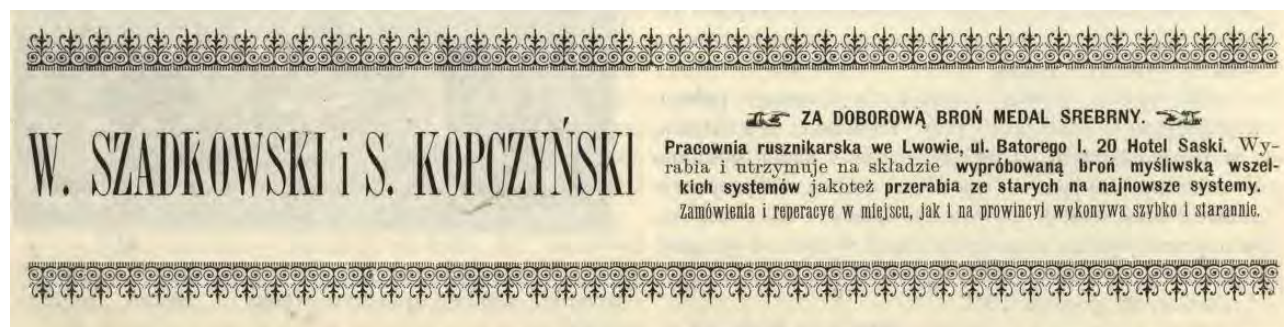 W. SZADKOWSKI i S. KOPCZYŃSKI
ZA DOBOROWĄ BROŃ MEDAL SREBRNY.
Pracownia rusznikarska we Lwowie, ul. Batorego l. 20 Hotel Saski. Wy-
rabia i utrzymuje na składzie wypróbowaną broń myśliwską wszel-
kich systemów jakoteż przerabia ze starych na najnowsze systemy.
Zamówienia i reperacye w miejscu, jak i na prowincyi wykonywa szybko i starannie.